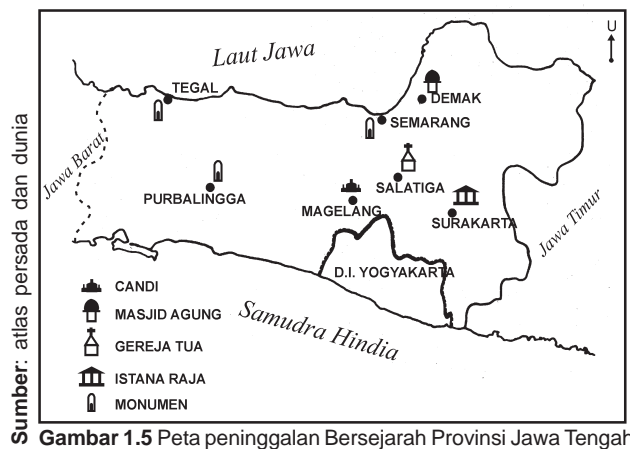 U
Laut Jawa
TEGAL
DEMAK
SEMARANG
Jawa Barat
PURBALINGGA
SALATIGA
MAGELANG
SURAKARTA
Jawa Timur
D.I. YOGYAKARTA
Samudra Hindia
CANDI
MASJID AGUNG
GEREJA TUA
ISTANA RAJA
MONUMEN
Sumber: atlas persada dan dunia
Gambar 1.5 Peta peninggalan Bersejarah Provinsi Jawa Tengah